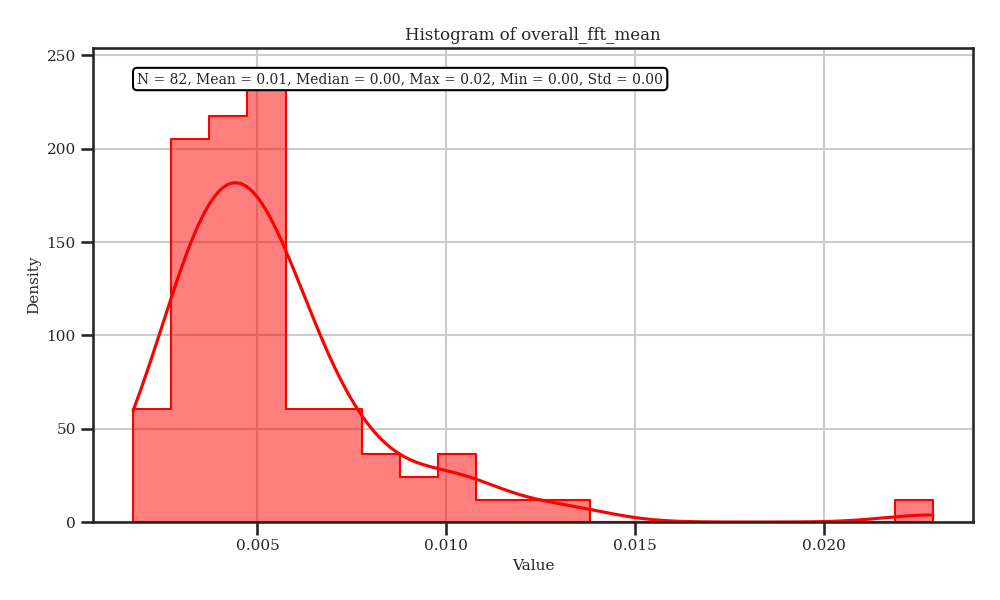 Histogram of overall_fft_mean
N = 82, Mean = 0.01, Median = 0.00, Max = 0.02, Min = 0.00, Std = 0.00
Density
250
200
150
100
50
0
0.005 0.010 0.015 0.020
Value